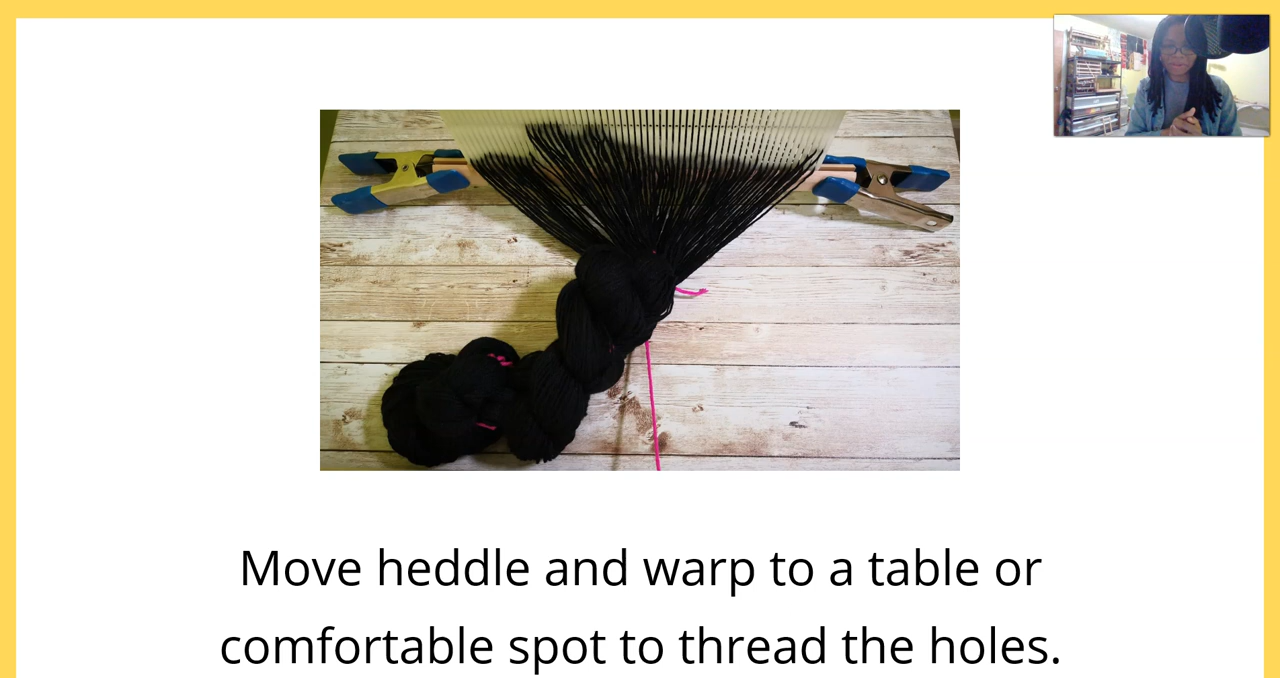 Move heddle and warp to a table or
comfortable spot to thread the holes.